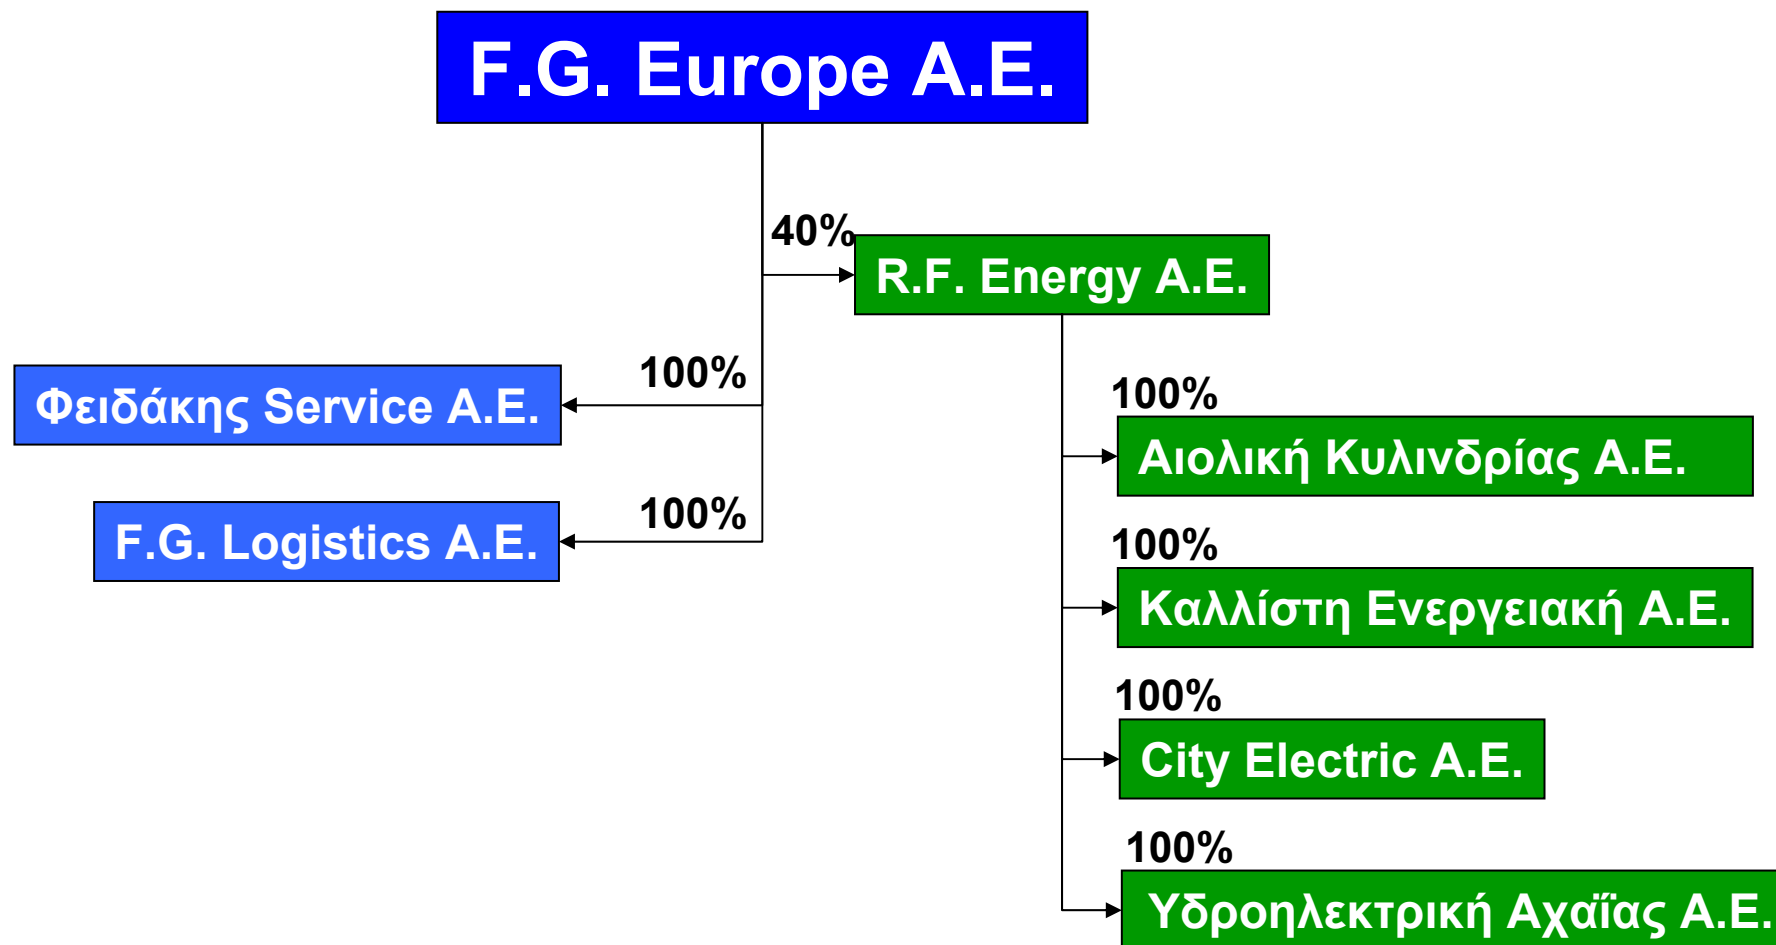 F.G. Europe A.E.
40%
R.F. Energy A.E.
100%
Φειδάκης Service A.E.
100%
F.G. Logistics A.E.
100%
Αιολική Κυλινδρίας Α.Ε.
100%
Καλλίστη Ενεργειακή Α.Ε.
100%
City Electric A.E.
100%
Υδροηλεκτρική Αχαΐας Α.Ε.